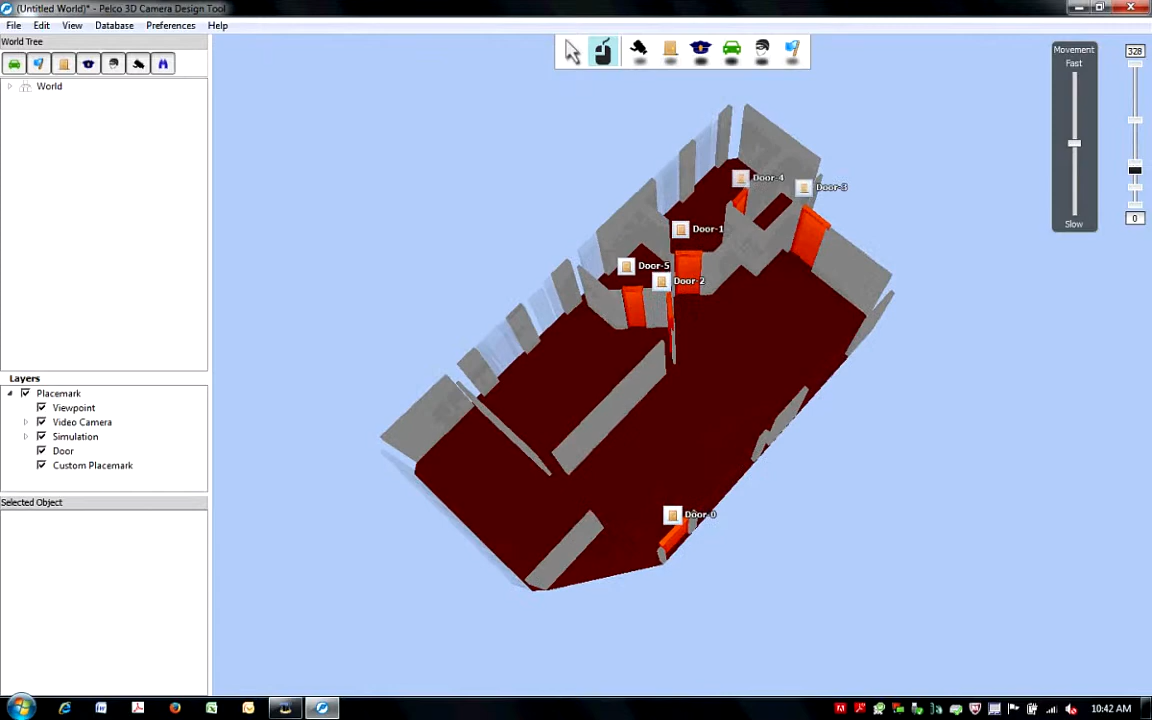 (Untitled World)* - Pelco 3D Camera Design Tool
File Edit View Database Preferences Help
World Tree
World
Movement
Fast
Slow
328
0
Door-4
Door-3
Door-1
Door-5
Door-2
Door-0
Layers
Placemark
Viewpoint
Video Camera
Simulation
Door
Custom Placemark
Selected Object
10:42 AM